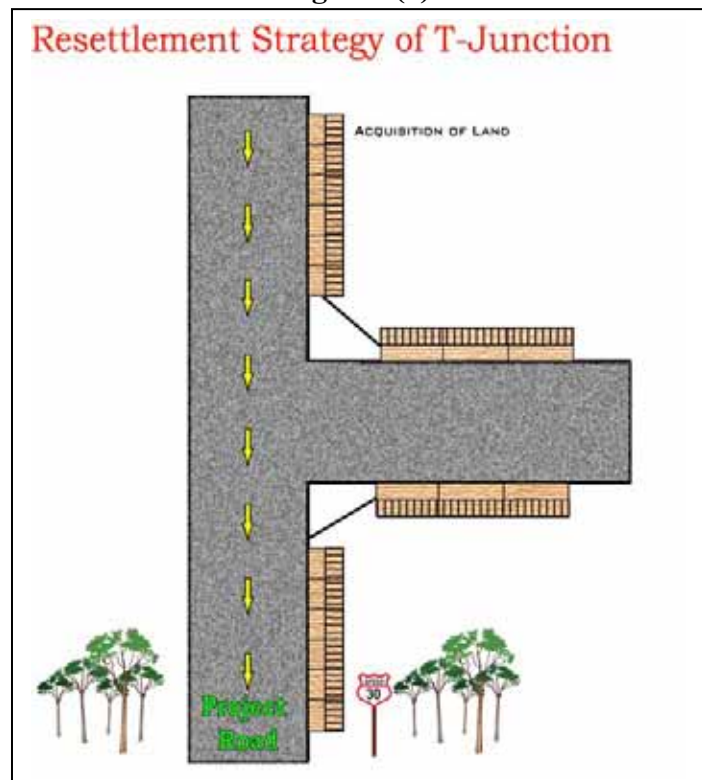 Resettlement Strategy of T-Junction
ACQUISITION OF LAND
30
Project
Road